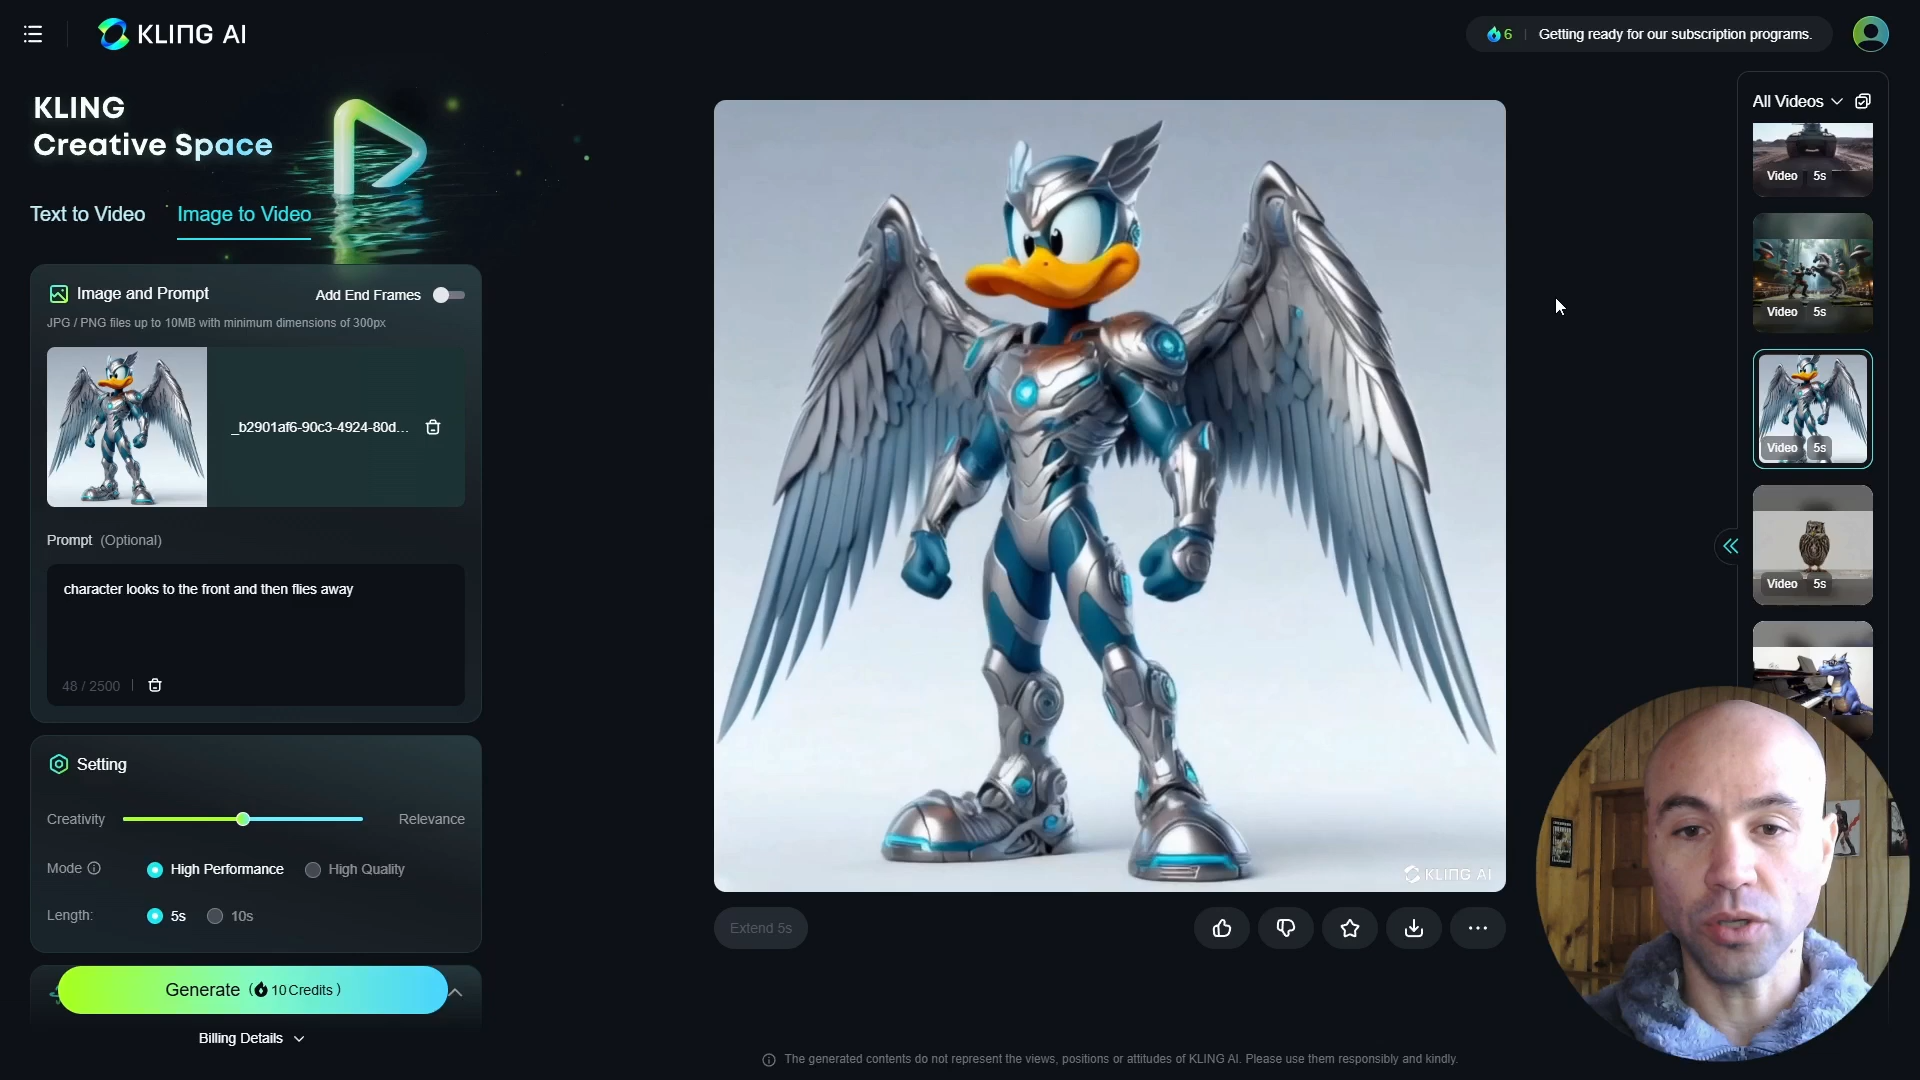 KLING AI
6
Getting ready for our subscription programs.
KLING
Creative Space
Text to Video
Image to Video
Image and Prompt
Add End Frames
JPG / PNG files up to 10MB with minimum dimensions of 300px
_b2901af6-90c3-4924-80d...
Prompt (Optional)
character looks to the front and then flies away
48 / 2500
Setting
Creativity
Relevance
Mode
High Performance
High Quality
Length:
5s
10s
Generate (10 Credits)
Billing Details
KLING AI
Extend 5s
The generated contents do not represent the views, positions or attitudes of KLING AI. Please use them responsibly and kindly.
All Videos
Video 5s
Video 5s
Video 5s
Video 5s